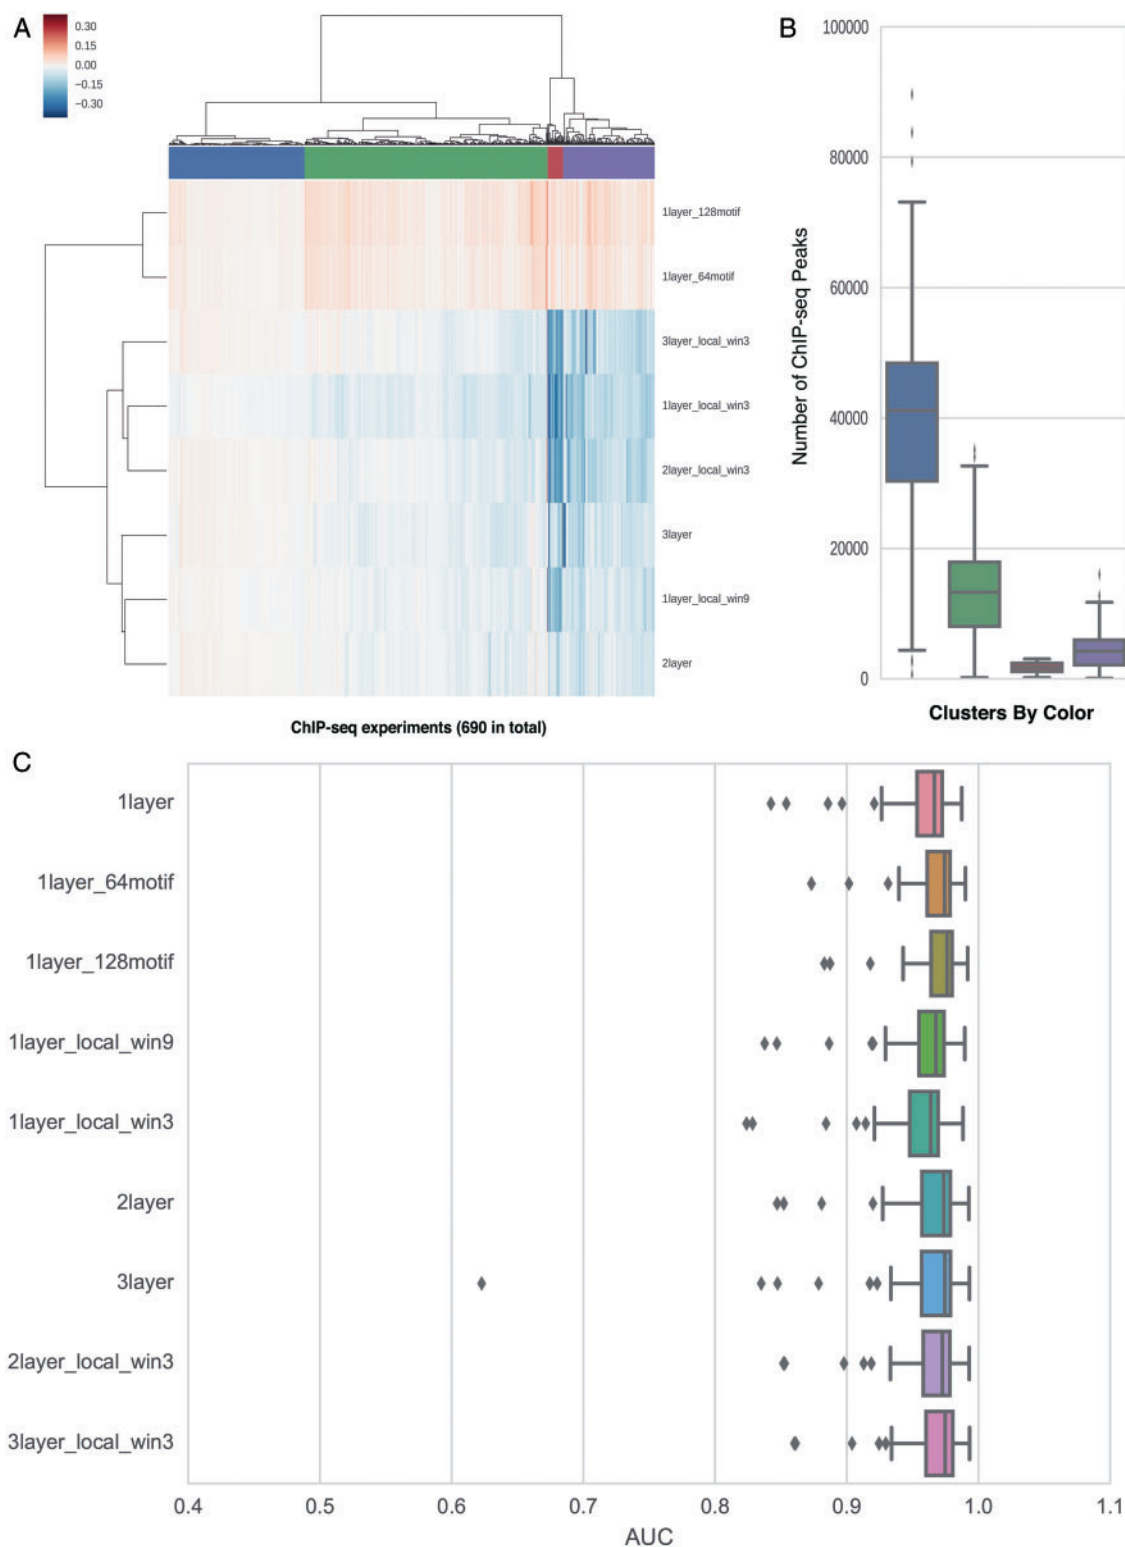 A
0.30
0.15
0.00
−0.15
−0.30
1layer_128motif
1layer_64motif
3layer_local_win3
1layer_local_win3
2layer_local_win3
3layer
1layer_local_win9
2layer
ChIP-seq experiments (690 in total)
B
100000
80000
60000
40000
20000
0
Number of ChIP-seq Peaks
Clusters By Color
C
1layer
1layer_64motif
1layer_128motif
1layer_local_win9
1layer_local_win3
2layer
3layer
2layer_local_win3
3layer_local_win3
0.4 0.5 0.6 0.7 0.8 0.9 1.0 1.1
AUC